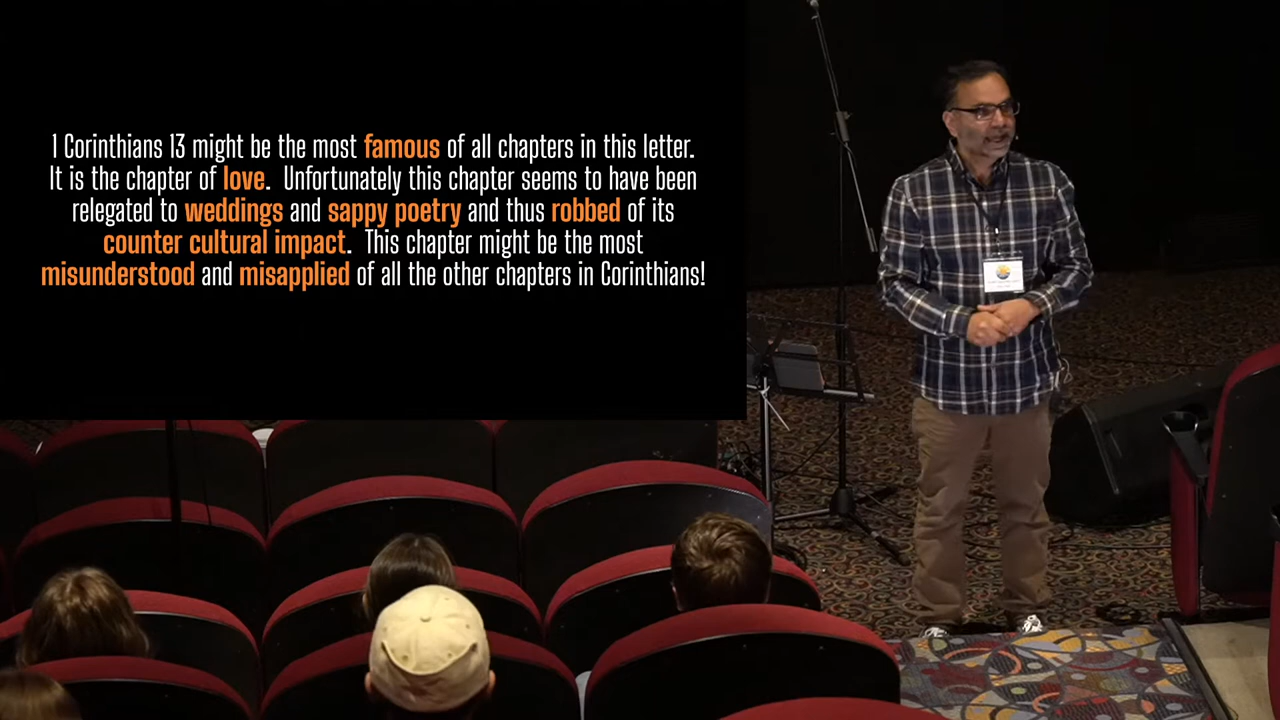 1 Corinthians 13 might be the most famous of all chapters in this letter.
It is the chapter of love. Unfortunately this chapter seems to have been
relegated to weddings and sappy poetry and thus robbed of its
counter cultural impact. This chapter might be the most
misunderstood and misapplied of all the other chapters in Corinthians!